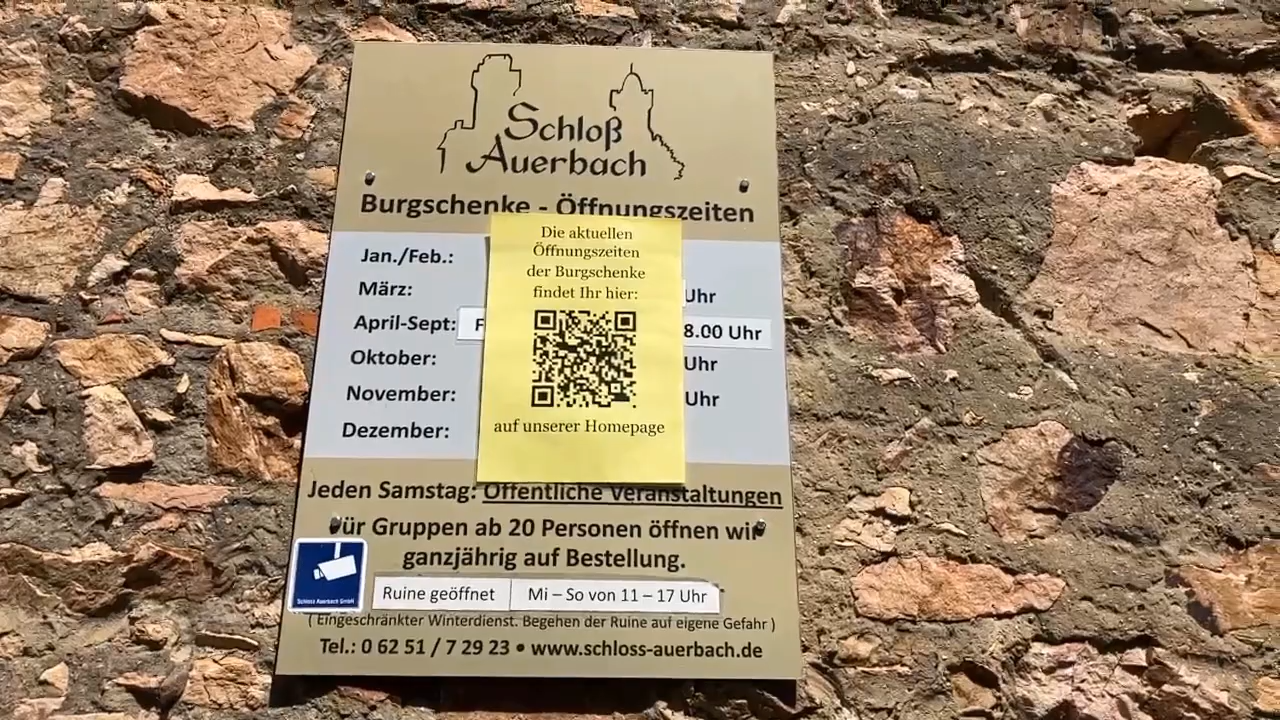 Schloß
Auerbach
Burgschenke - Öffnungszeiten
Die aktuellen
Öffnungszeiten
der Burgschenke
findet Ihr hier:
auf unserer Homepage
Jan./Feb.:
März: Uhr
April-Sept: F 8.00 Uhr
Oktober: Uhr
November: Uhr
Dezember:
Jeden Samstag: Öffentliche Veranstaltungen
Für Gruppen ab 20 Personen öffnen wir
ganzjährig auf Bestellung.
Schloss Auerbach GmbH
Ruine geöffnet Mi – So von 11 – 17 Uhr
( Eingeschränkter Winterdienst. Begehen der Ruine auf eigene Gefahr )
Tel.: 0 62 51 / 7 29 23 • www.schloss-auerbach.de